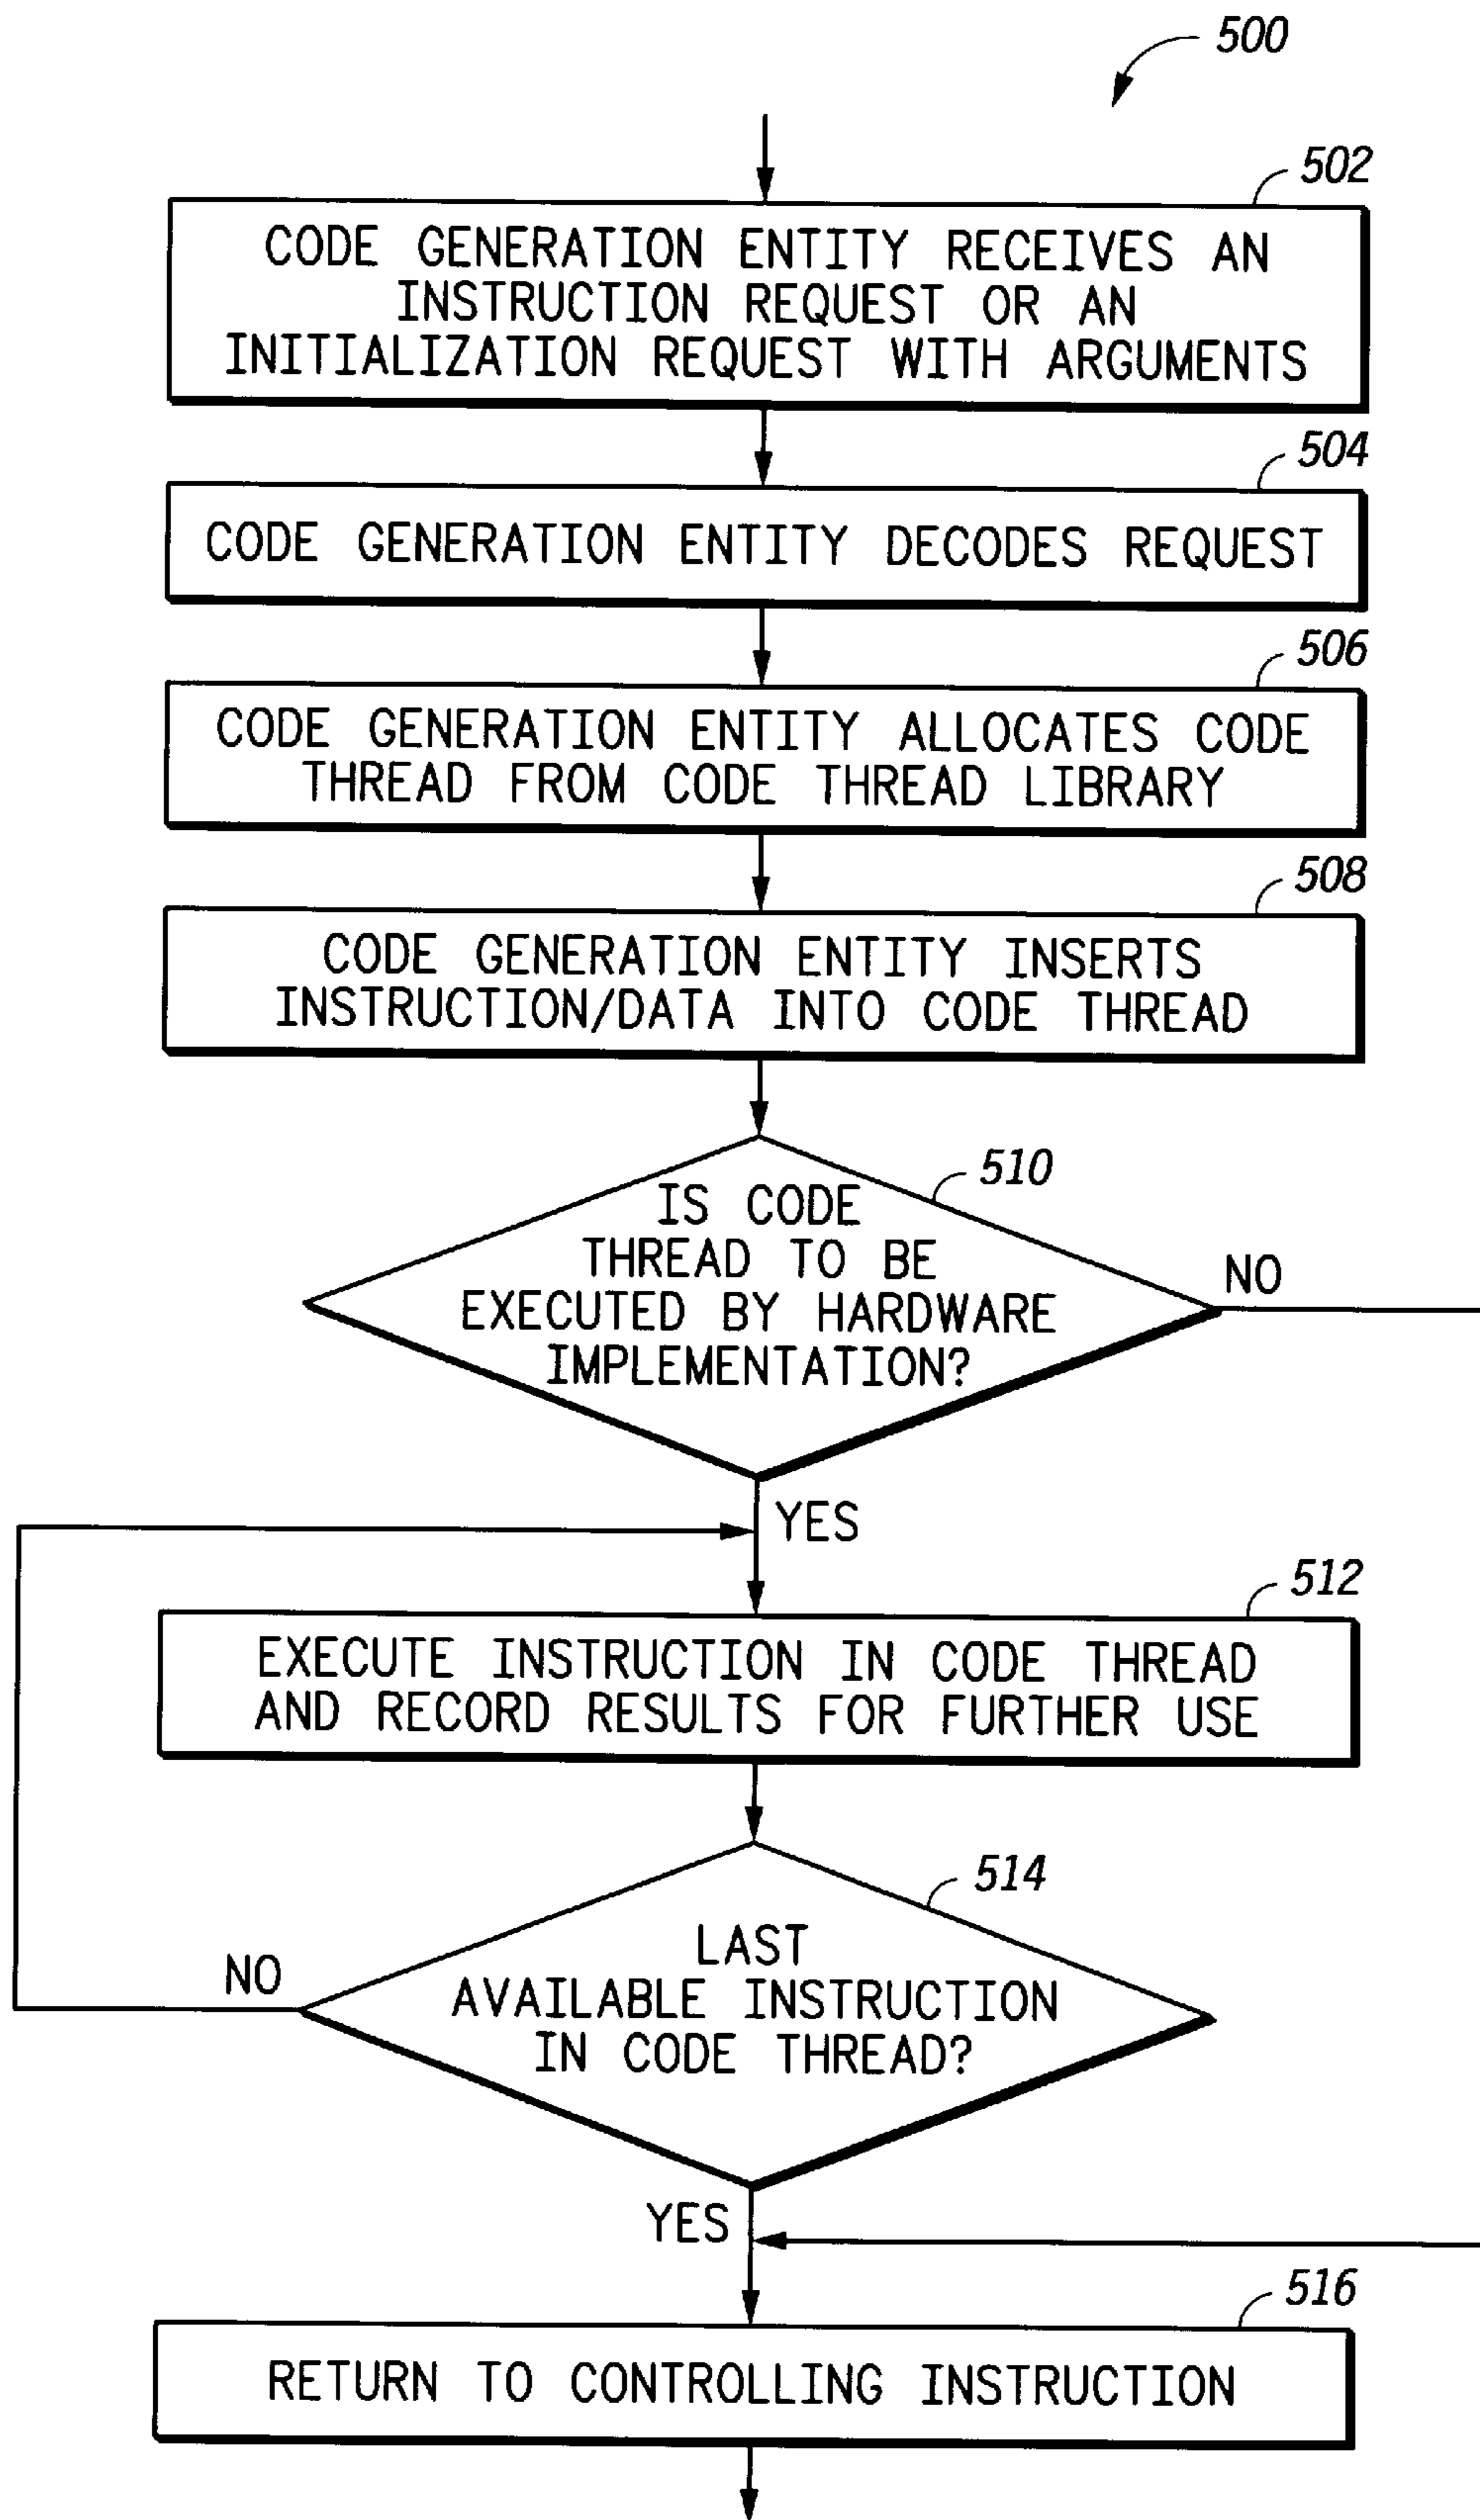 500
502
CODE GENERATION ENTITY RECEIVES AN
INSTRUCTION REQUEST OR AN
INITIALIZATION REQUEST WITH ARGUMENTS
504
CODE GENERATION ENTITY DECODES REQUEST
506
CODE GENERATION ENTITY ALLOCATES CODE
THREAD FROM CODE THREAD LIBRARY
508
CODE GENERATION ENTITY INSERTS
INSTRUCTION/DATA INTO CODE THREAD
510
IS CODE
THREAD TO BE
EXECUTED BY HARDWARE
IMPLEMENTATION?
NO
YES
512
EXECUTE INSTRUCTION IN CODE THREAD
AND RECORD RESULTS FOR FURTHER USE
514
LAST
AVAILABLE INSTRUCTION
IN CODE THREAD?
NO
YES
516
RETURN TO CONTROLLING INSTRUCTION